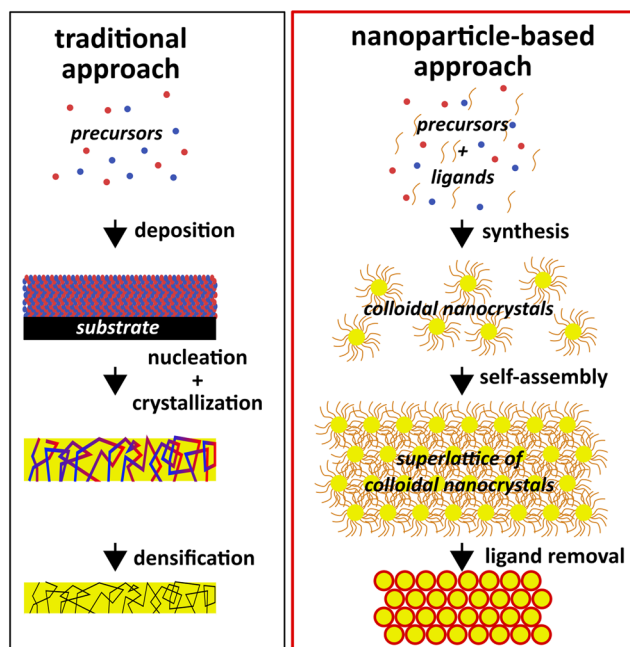 traditional
approach
precursors
deposition
substrate
nucleation
+
crystallization
densification
nanoparticle-based
approach
precursors
+
ligands
synthesis
colloidal nanocrystals
self-assembly
superlattice of
colloidal nanocrystals
ligand removal